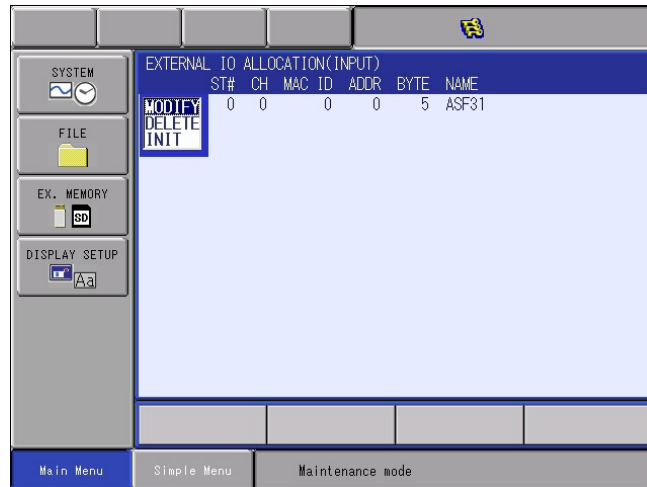 SYSTEM
FILE
EX. MEMORY
SD
DISPLAY SETUP
Aa
EXTERNAL IO ALLOCATION(INPUT)
ST# CH MAC ID ADDR BYTE NAME
MODIFY 0 0 0 0 5 ASF31
DELETE
INIT
Main Menu
Simple Menu
Maintenance mode